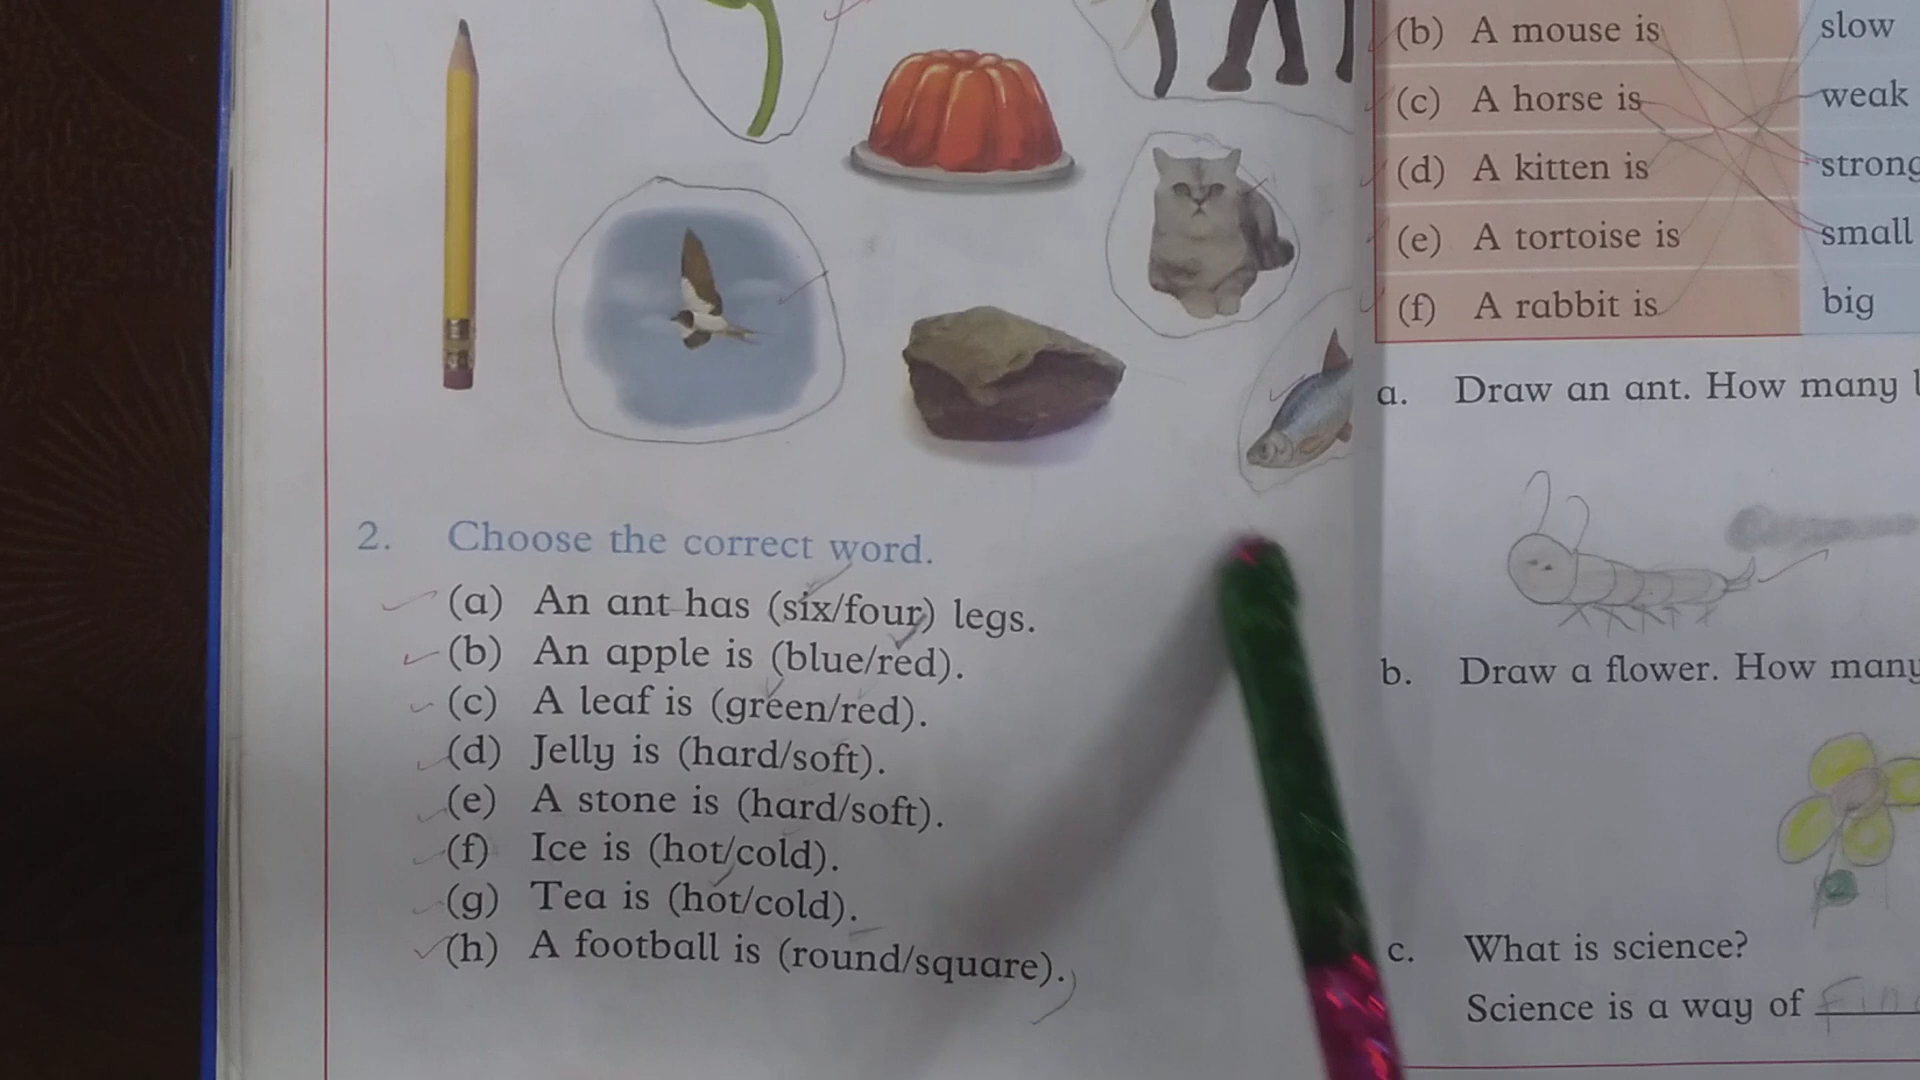 2. Choose the correct word.
(a) An ant has (six/four) legs.
(b) An apple is (blue/red).
(c) A leaf is (green/red).
(d) Jelly is (hard/soft).
(e) A stone is (hard/soft).
(f) Ice is (hot/cold).
(g) Tea is (hot/cold).
(h) A football is (round/square).
(b) A mouse is slow
(c) A horse is weak
(d) A kitten is strong
(e) A tortoise is small
(f) A rabbit is big
a. Draw an ant. How many
b. Draw a flower. How many
c. What is science?
Science is a way of